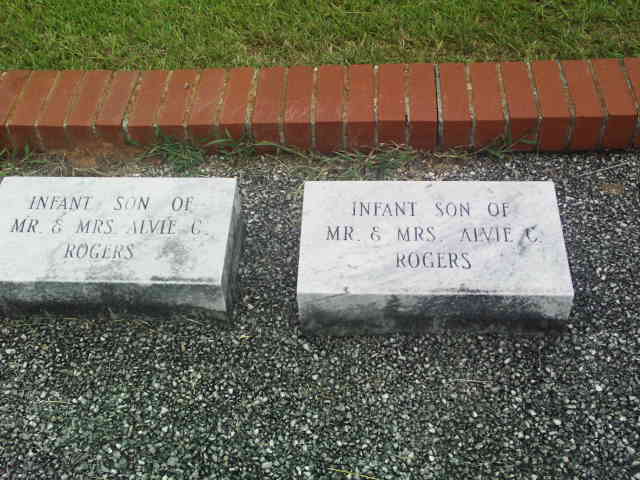 INFANT SON OF
MR. & MRS. ALVIE C.
ROGERS
INFANT SON OF
MR. & MRS. ALVIE C.
ROGERS